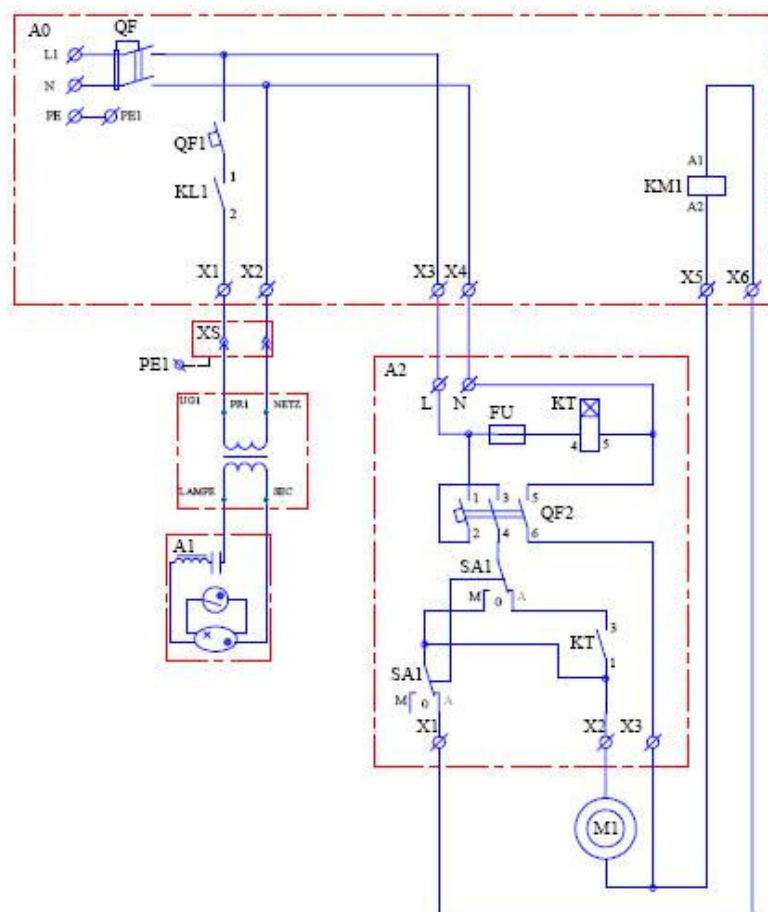 A0 QF
L1
N
PE PE1
QF1
1
KL1
2
A1
KM1
A2
X1 X2 X3 X4 X5 X6
XS
PE1
A2
L N FU KT
4 5
UG1 PR1 NETZ
LAMPE SEC
1 3 5
QF2
2 4 6
A1
SA1
M 0 A
3
KT
1
SA1
M 0 A
X1 X2 X3
M1